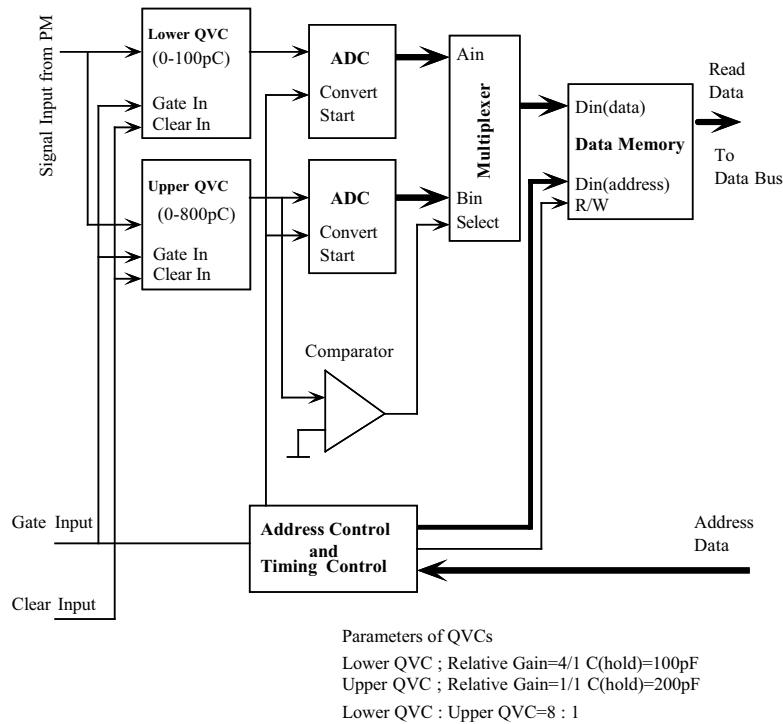 Signal Input from PM
Lower QVC
(0-100pC)
Gate In
Clear In
ADC
Convert
Start
Ain
Multiplexer
Bin
Select
Din(data)
Data Memory
Din(address)
R/W
Read
Data
To
Data Bus
Upper QVC
(0-800pC)
Gate In
Clear In
ADC
Convert
Start
Comparator
Gate Input
Address Control
and
Timing Control
Address
Data
Clear Input
Parameters of QVCs
Lower QVC ; Relative Gain=4/1 C(hold)=100pF
Upper QVC ; Relative Gain=1/1 C(hold)=200pF
Lower QVC : Upper QVC=8 : 1